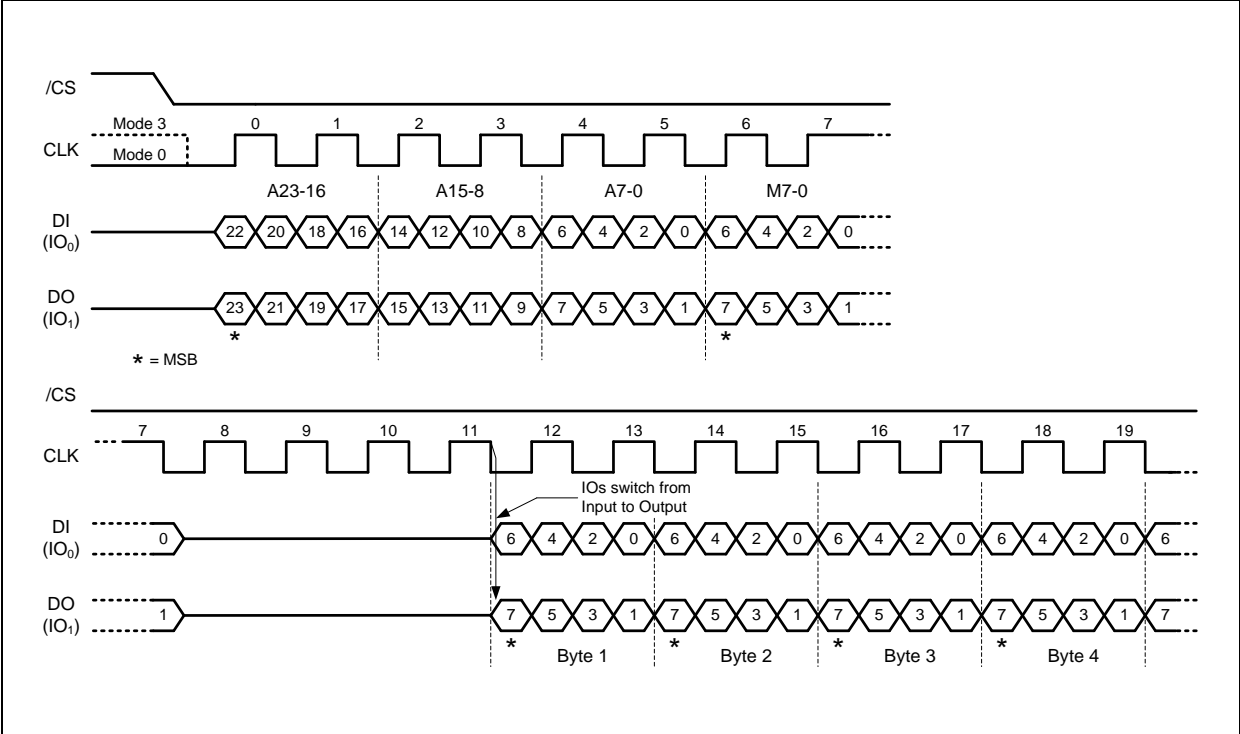 /CS
Mode 3 0 1 2 3 4 5 6 7
CLK
Mode 0
A23-16 A15-8 A7-0 M7-0
DI
(IO₀) 22 20 18 16 14 12 10 8 6 4 2 0 6 4 2 0
DO
(IO₁) 23 21 19 17 15 13 11 9 7 5 3 1 7 5 3 1
* *
* = MSB
/CS
7 8 9 10 11 12 13 14 15 16 17 18 19
CLK
IOs switch from
Input to Output
DI
(IO₀) 0 6 4 2 0 6 4 2 0 6 4 2 0 6 4 2 0 6
DO
(IO₁) 1 7 5 3 1 7 5 3 1 7 5 3 1 7 5 3 1 7
* * * *
Byte 1 Byte 2 Byte 3 Byte 4